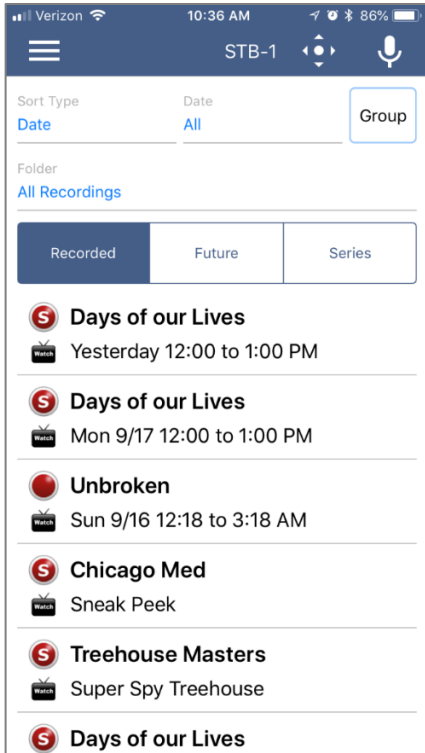 Verizon 10:36 AM 86%
STB-1
Sort Type Date
Date All Group
Folder
All Recordings
Recorded Future Series
S Days of our Lives
Watch Yesterday 12:00 to 1:00 PM
S Days of our Lives
Watch Mon 9/17 12:00 to 1:00 PM
Unbroken
Watch Sun 9/16 12:18 to 3:18 AM
S Chicago Med
Watch Sneak Peek
S Treehouse Masters
Watch Super Spy Treehouse
S Days of our Lives